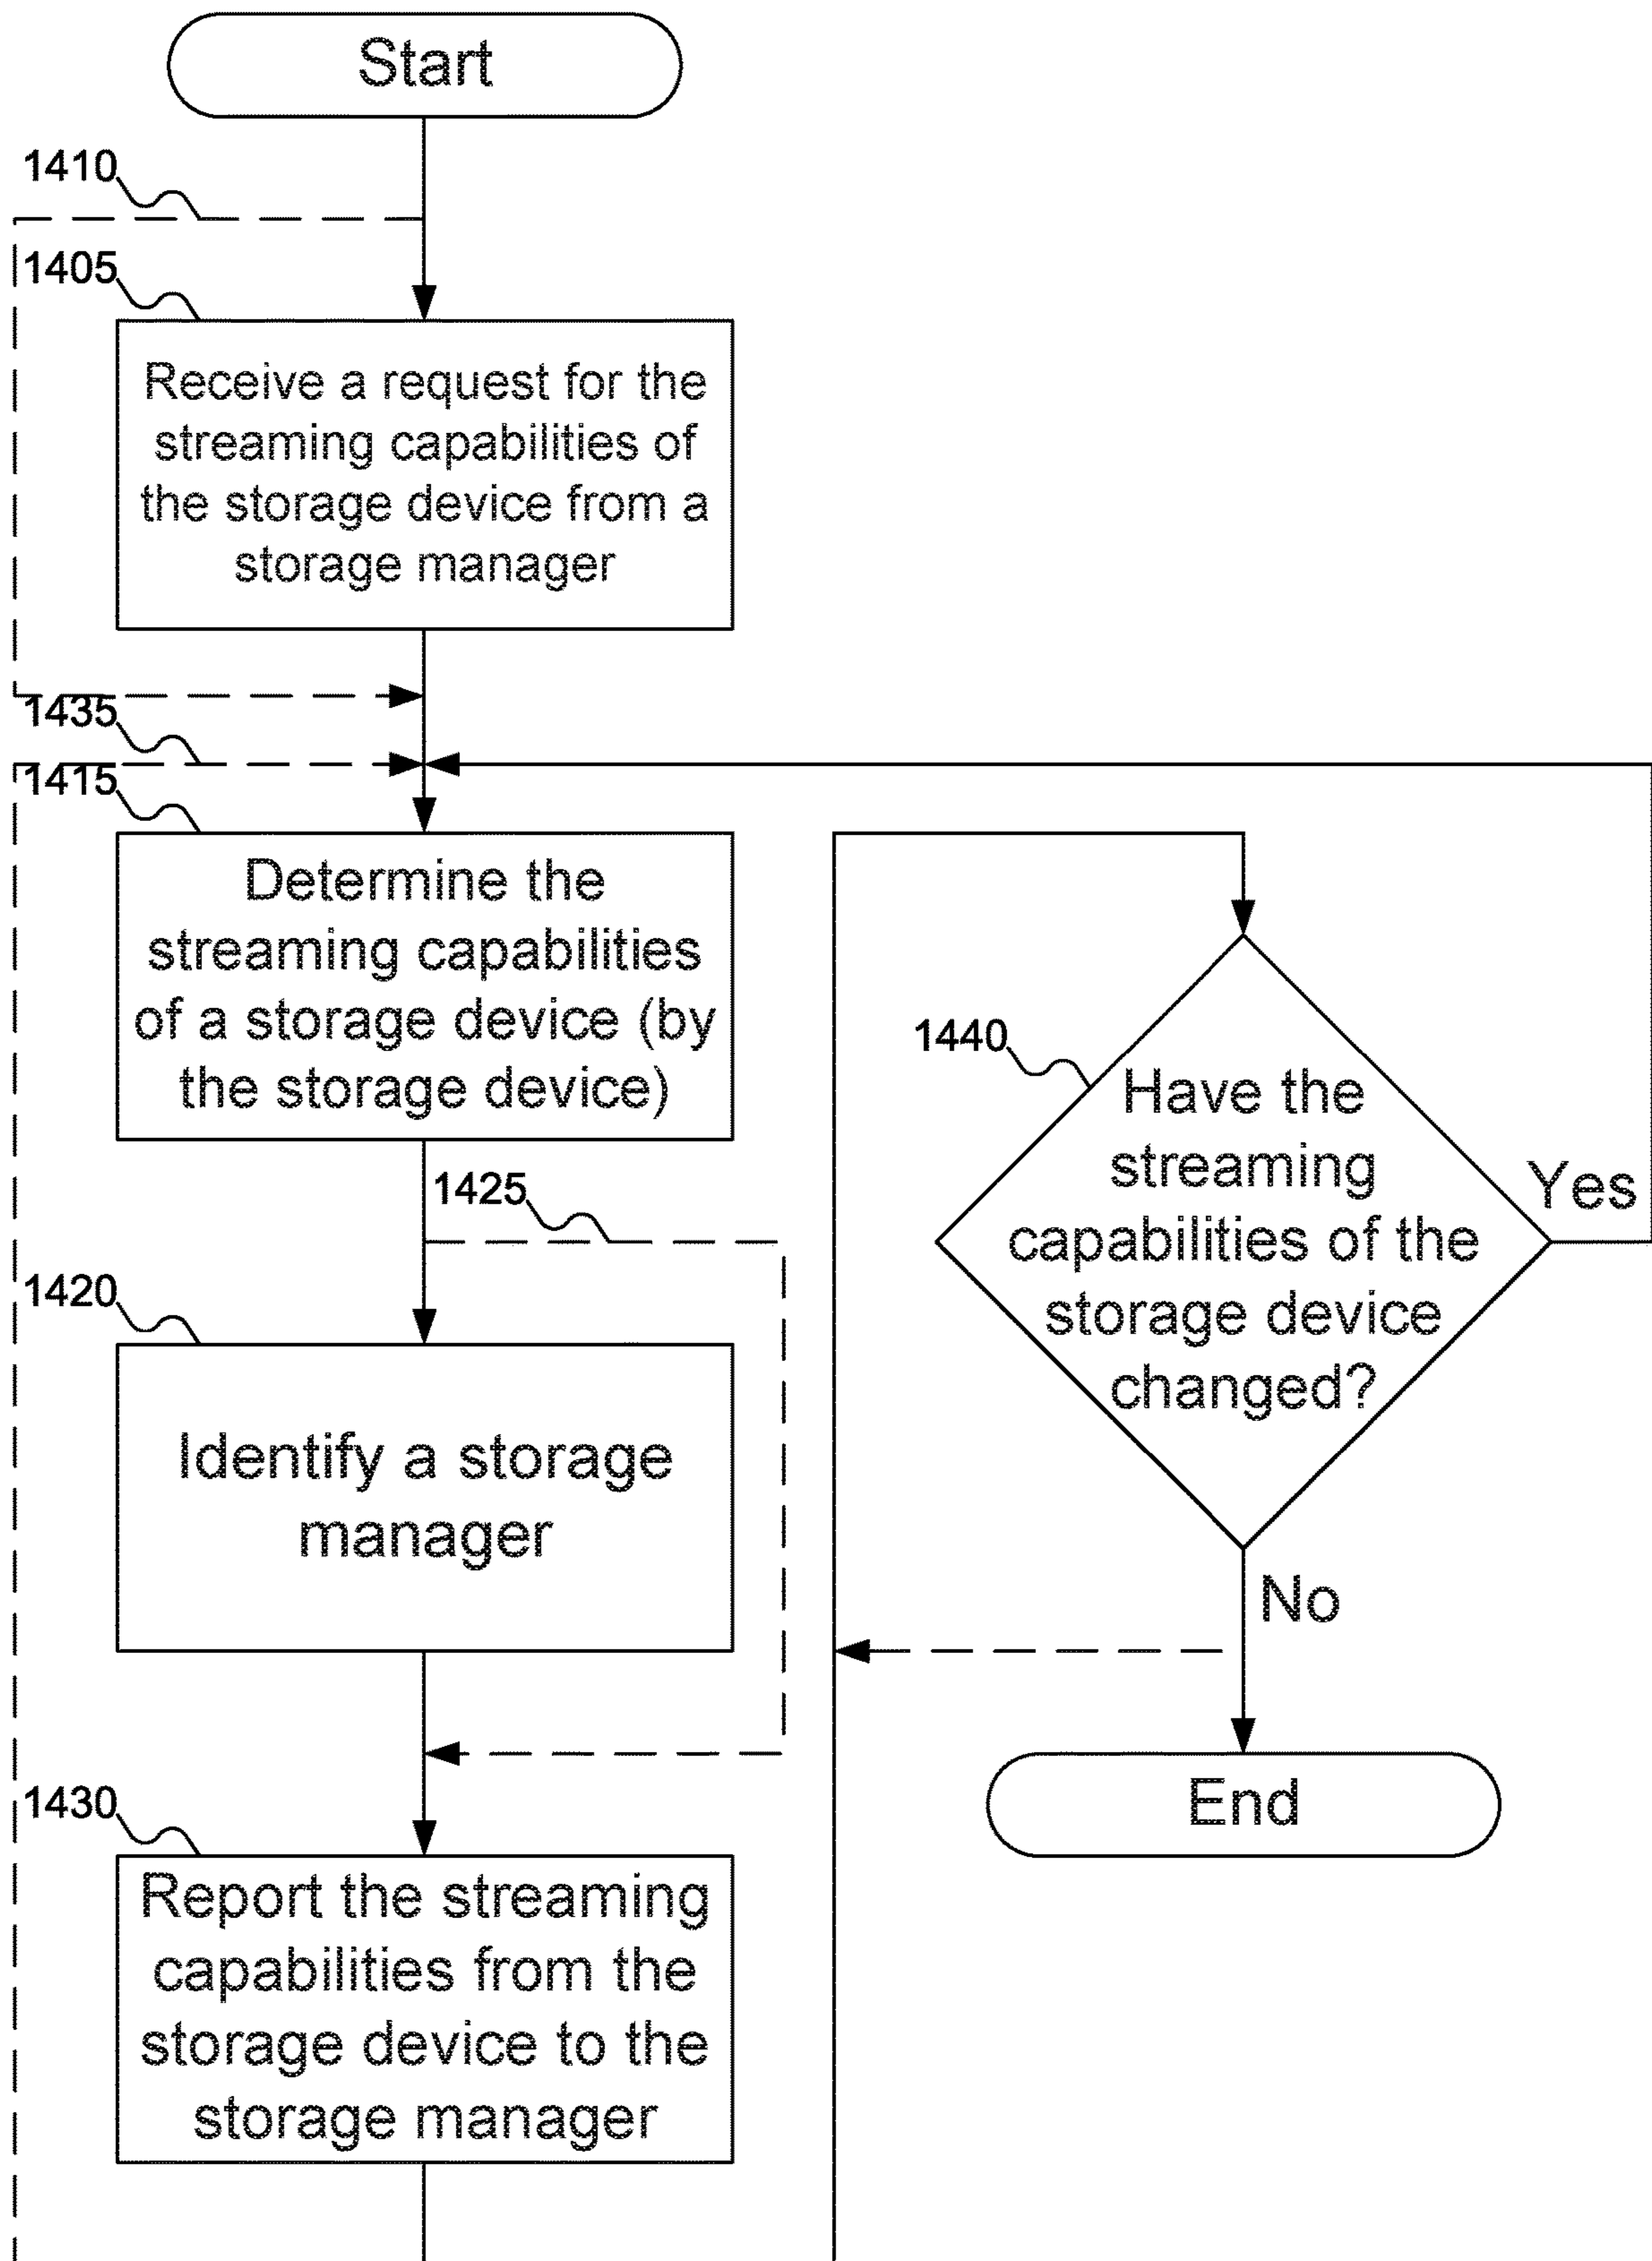 Start
1410
1405
Receive a request for the
streaming capabilities of
the storage device from a
storage manager
1435
1415
Determine the
streaming capabilities
of a storage device (by
the storage device)
1425
1420
Identify a storage
manager
1430
Report the streaming
capabilities from the
storage device to the
storage manager
1440
Have the
streaming
capabilities of the
storage device
changed?
Yes
No
End